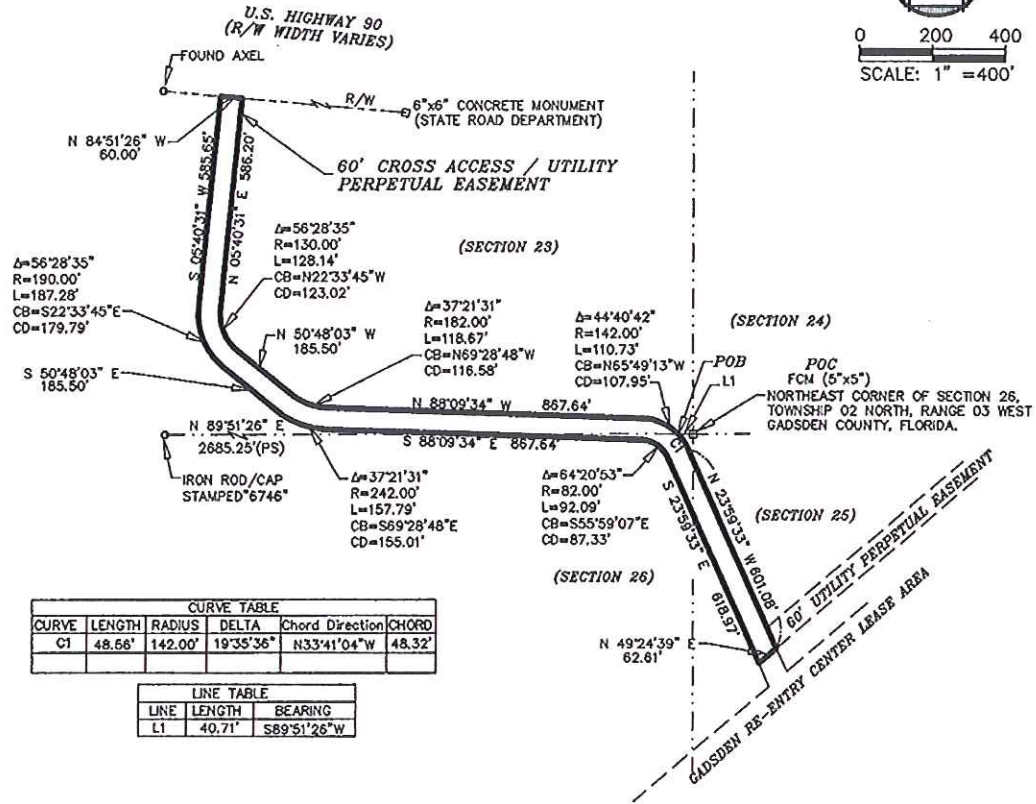 U.S. HIGHWAY 90
(R/W WIDTH VARIES)
FOUND AXEL
R/W
6"x6" CONCRETE MONUMENT
(STATE ROAD DEPARTMENT)
0 200 400
SCALE: 1" =400'
N 84°51'26" W
60.00'
60' CROSS ACCESS / UTILITY
PERPETUAL EASEMENT
S 05°40'31" W 585.65'
N 05°40'31" E 586.20'
(SECTION 23)
Δ=56°28'35"
R=190.00'
L=187.28'
CB=S22°33'45"E
CD=179.79'
Δ=56°28'35"
R=130.00'
L=128.14'
CB=N22°33'45"W
CD=123.02'
N 50°48'03" W
185.50'
S 50°48'03" E
185.50'
Δ=37°21'31"
R=182.00'
L=118.67'
CB=N69°28'48"W
CD=116.58'
Δ=44°40'42"
R=142.00'
L=110.73'
CB=N65°49'13"W
CD=107.95'
(SECTION 24)
POB
L1
POC
FCM (5"x5")
NORTHEAST CORNER OF SECTION 26,
TOWNSHIP 02 NORTH, RANGE 03 WEST
GADSDEN COUNTY, FLORIDA.
N 88°09'34" W 867.64'
S 88°09'34" E 867.64'
N 89°51'26" E
2685.25'(PS)
IRON ROD/CAP
STAMPED"6746"
Δ=37°21'31"
R=242.00'
L=157.79'
CB=S69°28'48"E
CD=155.01'
Δ=64°20'53"
R=82.00'
L=92.09'
CB=S55°59'07"E
CD=87.33'
C1
N 23°59'33" W 601.08'
S 23°59'33" E 618.97'
(SECTION 25)
(SECTION 26)
60' UTILITY PERPETUAL EASEMENT
N 49°24'39" E
62.61'
GADSDEN RE-ENTRY CENTER LEASE AREA
CURVE TABLE
CURVE LENGTH RADIUS DELTA Chord Direction CHORD
C1 48.56' 142.00' 19°35'36" N33°41'04"W 48.32'
LINE TABLE
LINE LENGTH BEARING
L1 40.71' S89°51'26"W